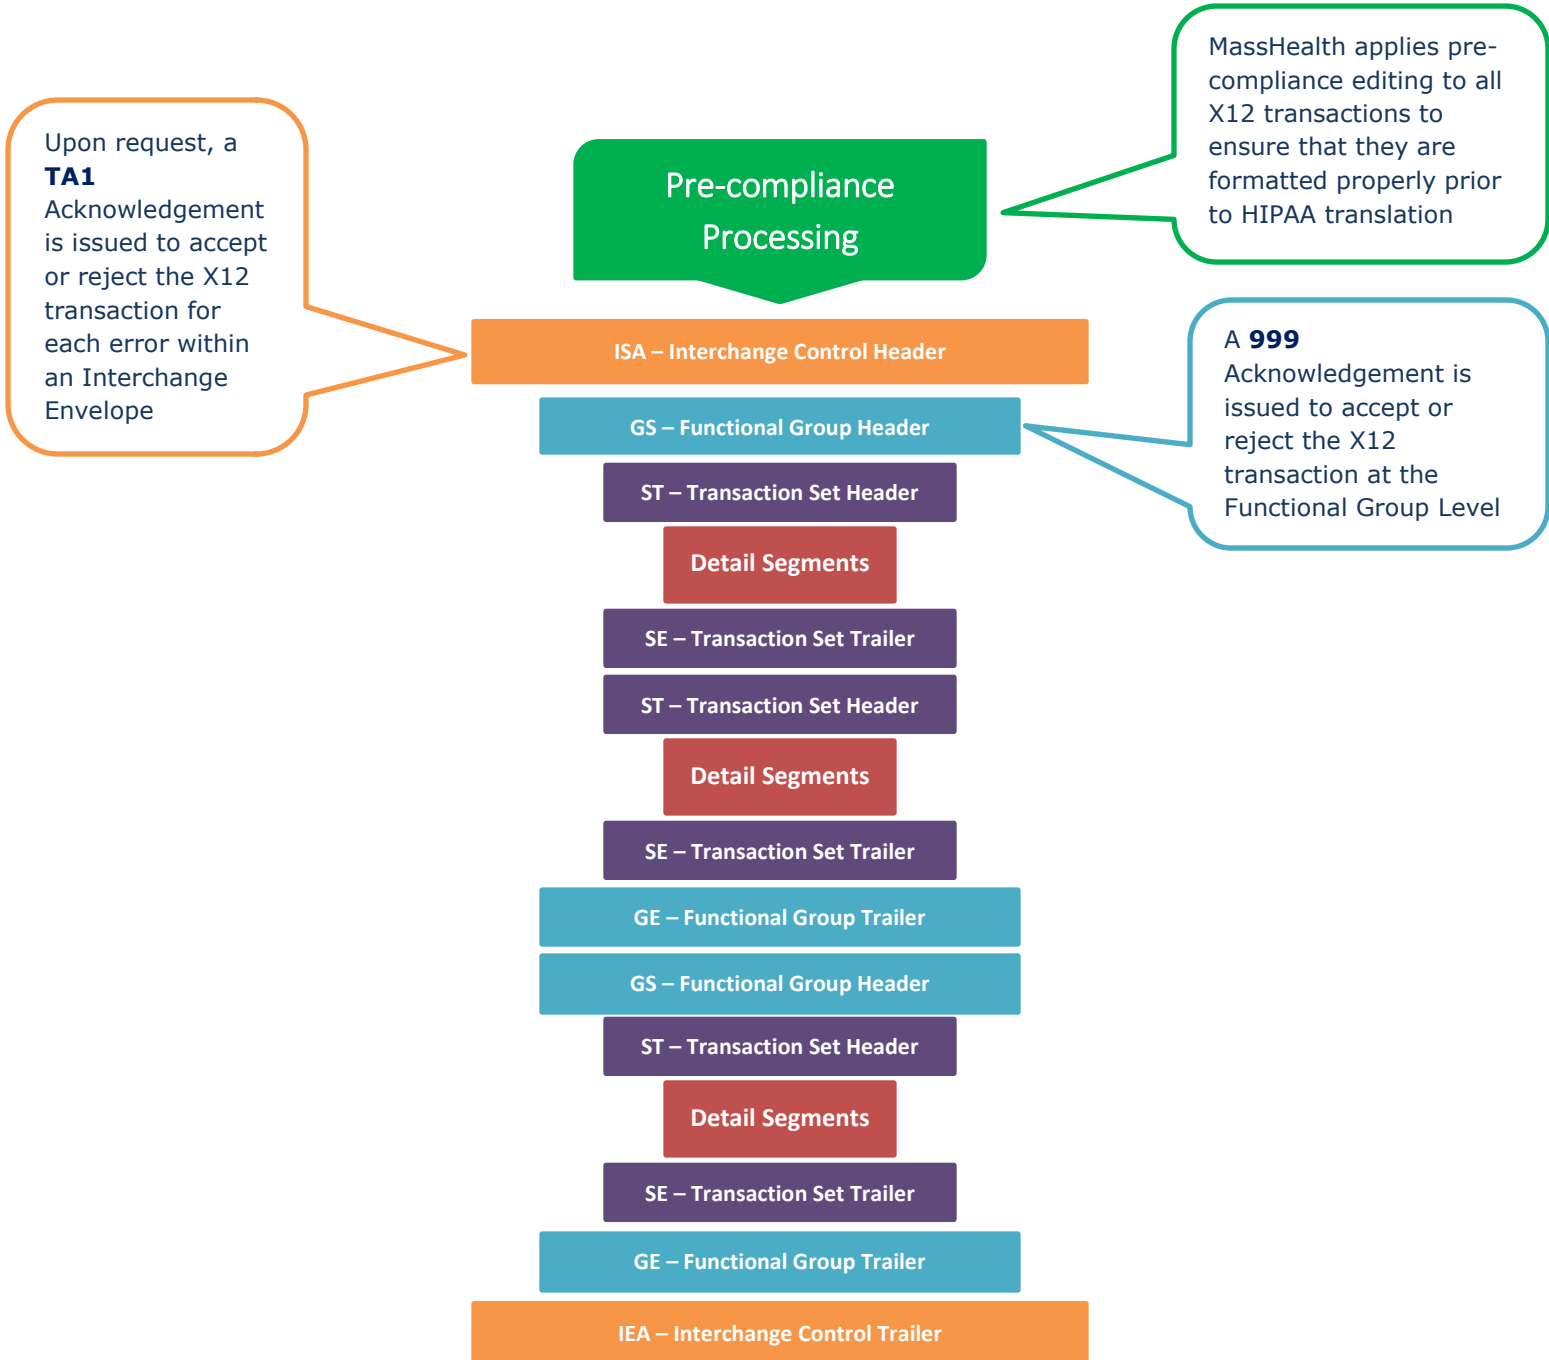 MassHealth applies pre-
compliance editing to all
X12 transactions to
ensure that they are
formatted properly prior
to HIPAA translation
Upon request, a
TA1
Acknowledgement
is issued to accept
or reject the X12
transaction for
each error within
an Interchange
Envelope
Pre-compliance
Processing
A 999
Acknowledgement is
issued to accept or
reject the X12
transaction at the
Functional Group Level
ISA – Interchange Control Header
GS – Functional Group Header
ST – Transaction Set Header
Detail Segments
SE – Transaction Set Trailer
ST – Transaction Set Header
Detail Segments
SE – Transaction Set Trailer
GE – Functional Group Trailer
GS – Functional Group Header
ST – Transaction Set Header
Detail Segments
SE – Transaction Set Trailer
GE – Functional Group Trailer
IEA – Interchange Control Trailer